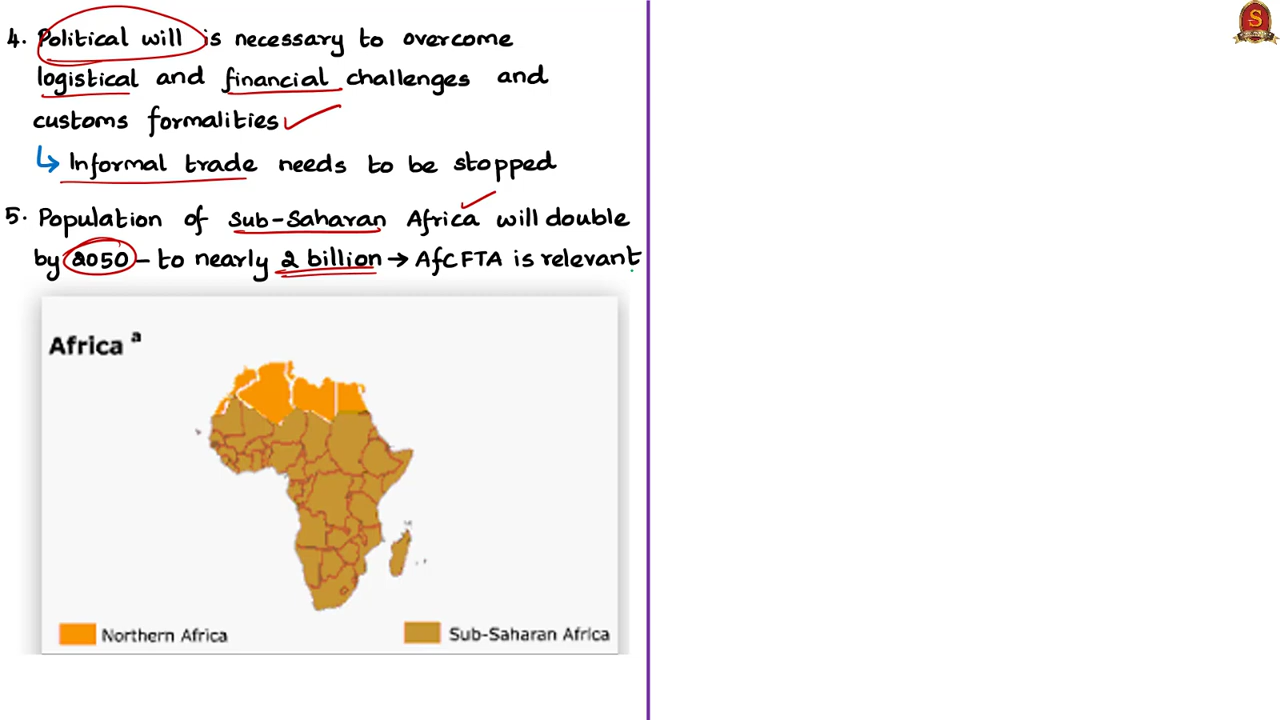 4. Political will is necessary to overcome
logistical and financial challenges and
customs formalities
↳ Informal trade needs to be stopped
5. Population of Sub-Saharan Africa will double
by 2050 – to nearly 2 billion → AfCFTA is relevant
Africa ᵃ
Northern Africa
Sub-Saharan Africa
S